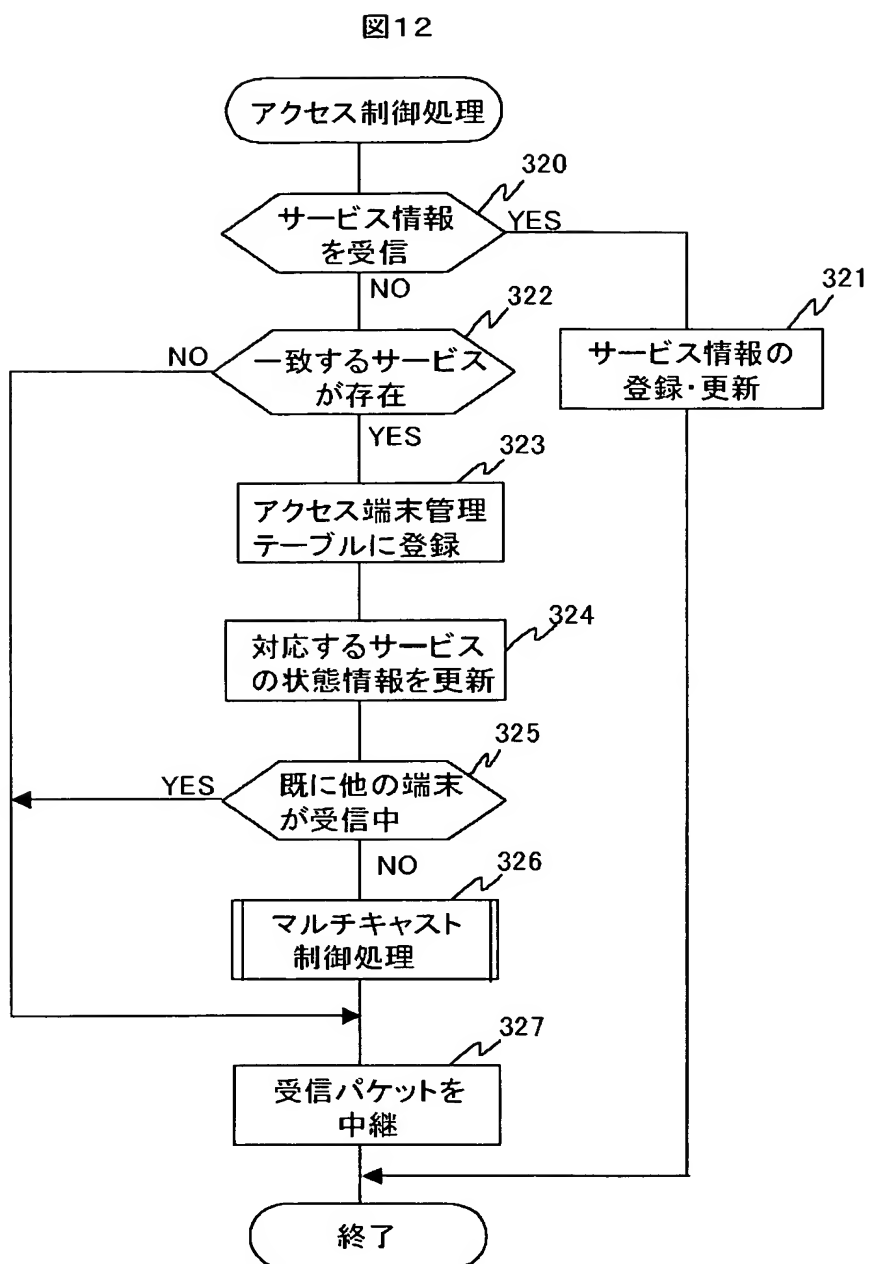 図12
アクセス制御処理
320
サービス情報
を受信
YES
NO
321
サービス情報の
登録・更新
322
NO
一致するサービス
が存在
YES
323
アクセス端末管理
テーブルに登録
324
対応するサービス
の状態情報を更新
325
YES
既に他の端末
が受信中
NO
326
マルチキャスト
制御処理
327
受信パケットを
中継
終了